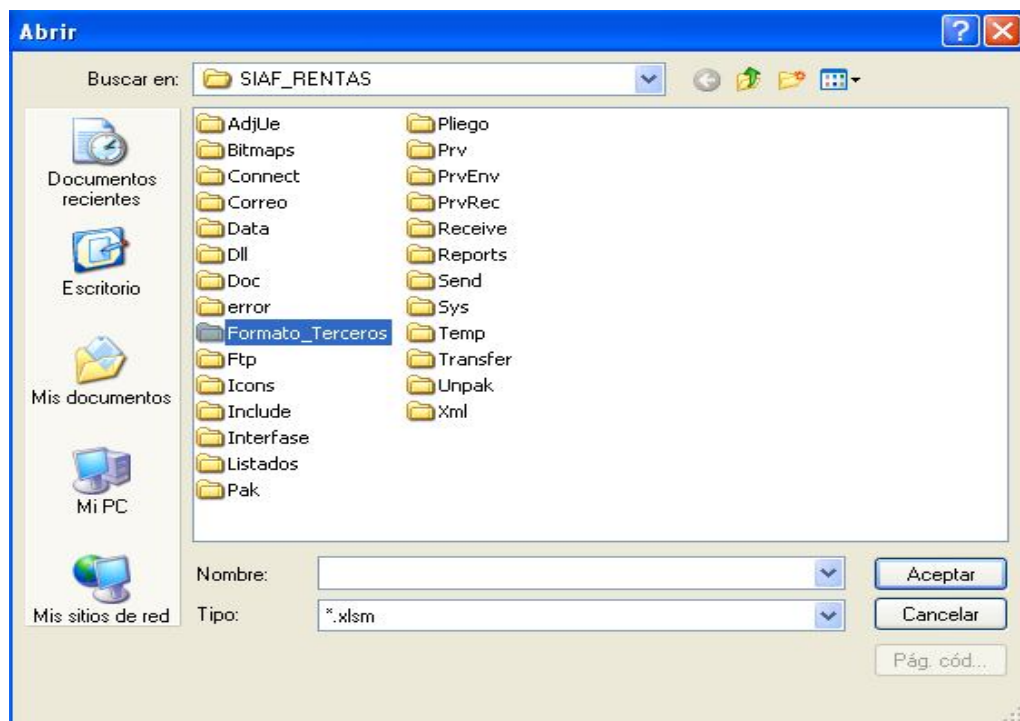 Abrir
Buscar en: SIAF_RENTAS
Documentos
recientes
Escritorio
Mis documentos
Mi PC
Mis sitios de red
AdjUe
Bitmaps
Connect
Correo
Data
Dll
Doc
error
Formato_Terceros
Ftp
Icons
Include
Interfase
Listados
Pak
Pliego
Prv
PrvEnv
PrvRec
Receive
Reports
Send
Sys
Temp
Transfer
Unpak
Xml
Nombre:
Aceptar
Tipo: *.xlsm
Cancelar
Pág. cód...